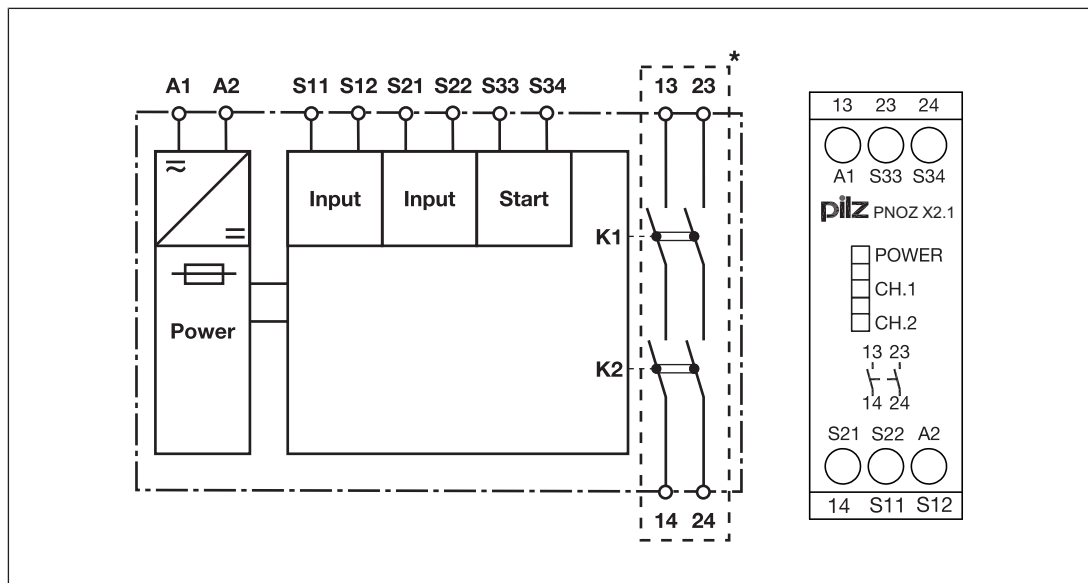 *
A1 A2 S11 S12 S21 S22 S33 S34 13 23
Input Input Start
K1
Power
K2
14 24
13 23 24
A1 S33 S34
pilz PNOZ X2.1
POWER
CH.1
CH.2
13 23
14 24
S21 S22 A2
14 S11 S12